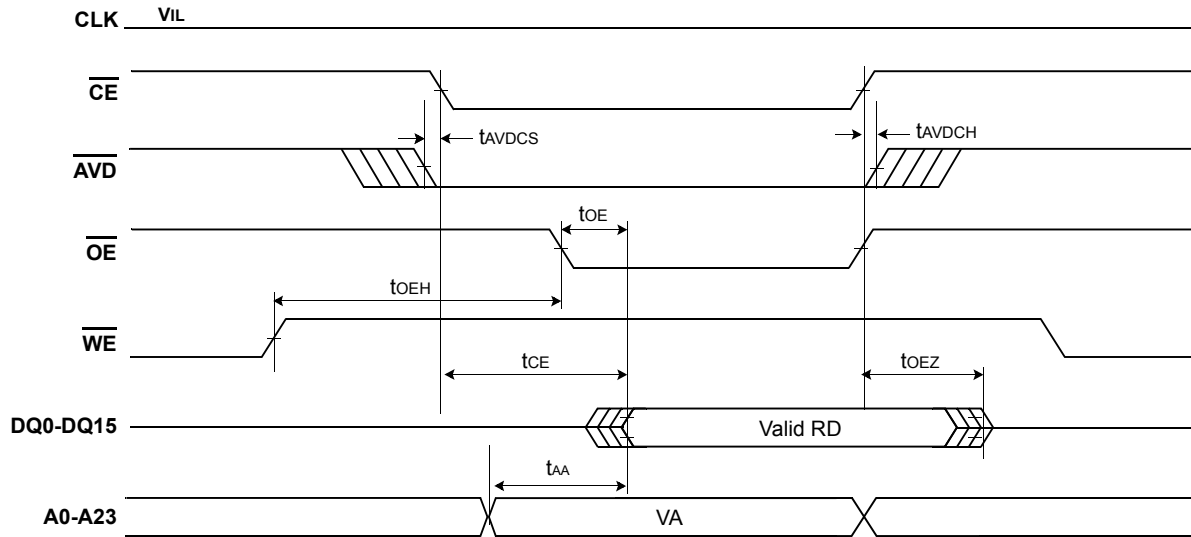 CLK VIL
CE
tAVDCS tAVDCH
AVD
tOE
OE
tOEH
WE
tCE tOEZ
DQ0-DQ15 Valid RD
tAA
A0-A23 VA